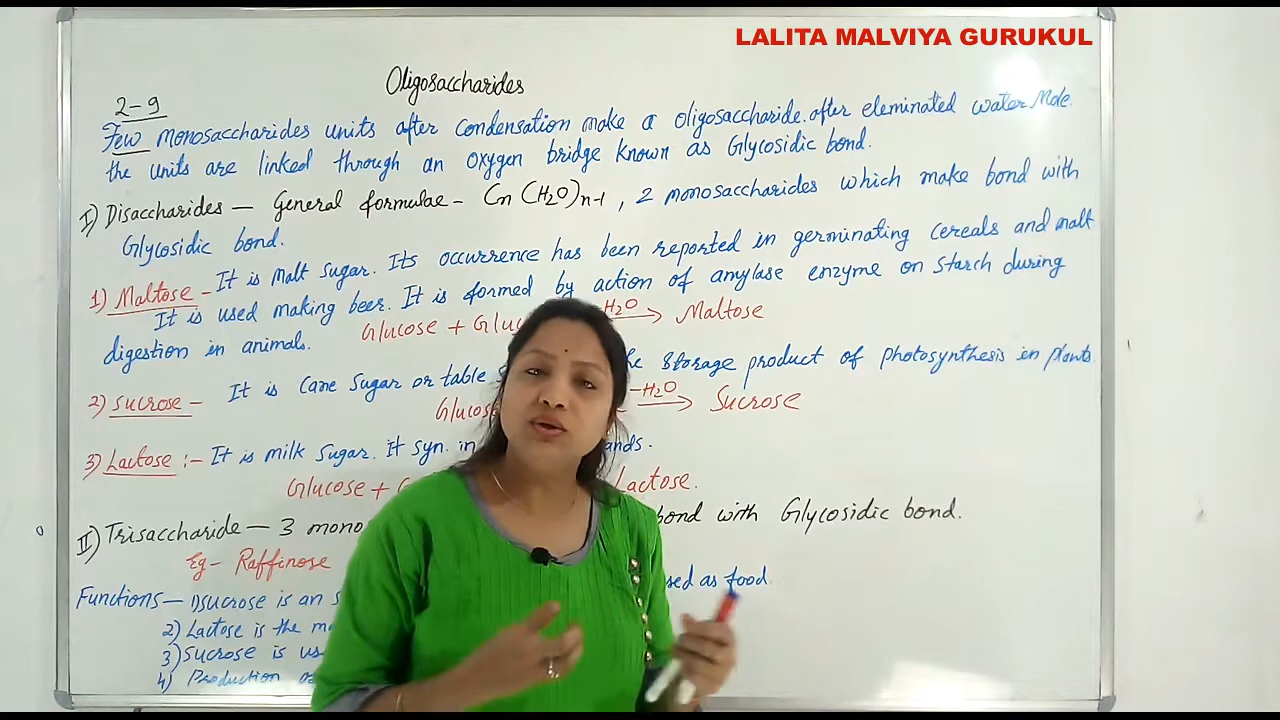 LALITA MALVIYA GURUKUL
Oligosaccharides
2-9
Few monosaccharides units after condensation make a oligosaccharide. after eleminated water Mole.
the units are linked through an oxygen bridge known as Glycosidic bond.
I) Disaccharides — General formulae - Cn (H2O)n-1 , 2 monosaccharides which make bond with
Glycosidic bond.
1) Maltose - It is malt sugar. Its occurrence has been reported in germinating cereals and malt
It is used making beer. It is formed by action of amylase enzyme on starch during
digestion in animals.
Glucose + Glu H2O → Maltose
2) Sucrose - It is Cane sugar or table storage product of photosynthesis in plants
Glucose -H2O → Sucrose
3) Lactose :- It is milk sugar. It syn. in ands.
Glucose + Lactose.
II) Trisaccharide — 3 mono bond with Glycosidic bond.
Eg- Raffinose
Functions — 1) Sucrose is an sed as food.
2) Lactose is the
3) Sucrose is
4) Production